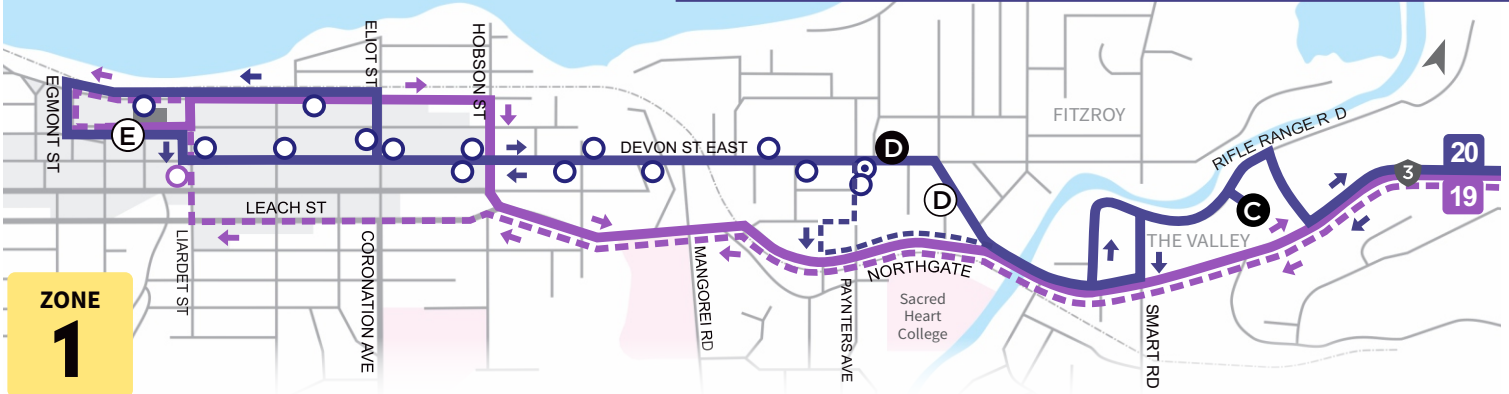 EGMONT ST
ELIOT ST
HOBSON ST
E
DEVON ST EAST
D
D
FITZROY
RIFLE RANGE R D
3
20
19
C
THE VALLEY
LEACH ST
LIARDET ST
CORONATION AVE
MANGOREI RD
NORTHGATE
PAYNTERS AVE
Sacred
Heart
College
SMART RD
ZONE
1